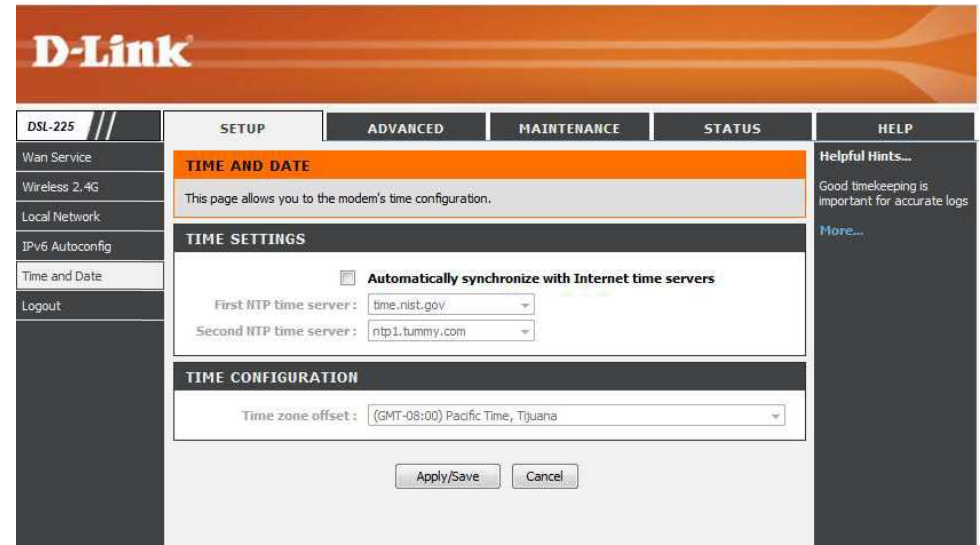 D-Link
DSL-225
SETUP
ADVANCED
MAINTENANCE
STATUS
HELP
Wan Service
Wireless 2.4G
Local Network
IPv6 Autoconfig
Time and Date
Logout
TIME AND DATE
This page allows you to the modem's time configuration.
TIME SETTINGS
Automatically synchronize with Internet time servers
First NTP time server : time.nist.gov
Second NTP time server : ntp1.tummy.com
TIME CONFIGURATION
Time zone offset : (GMT-08:00) Pacific Time, Tijuana
Apply/Save
Cancel
Helpful Hints...
Good timekeeping is
important for accurate logs
More...